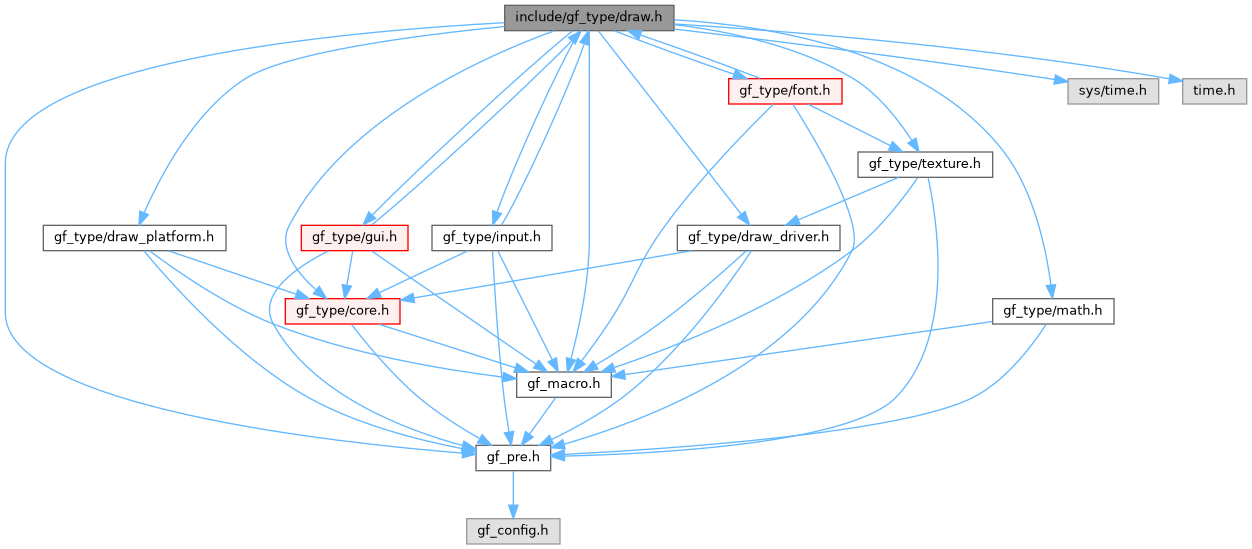 include/gf_type/draw.h
gf_type/font.h
sys/time.h
time.h
gf_type/texture.h
gf_type/draw_platform.h
gf_type/gui.h
gf_type/input.h
gf_type/draw_driver.h
gf_type/core.h
gf_type/math.h
gf_macro.h
gf_pre.h
gf_config.h